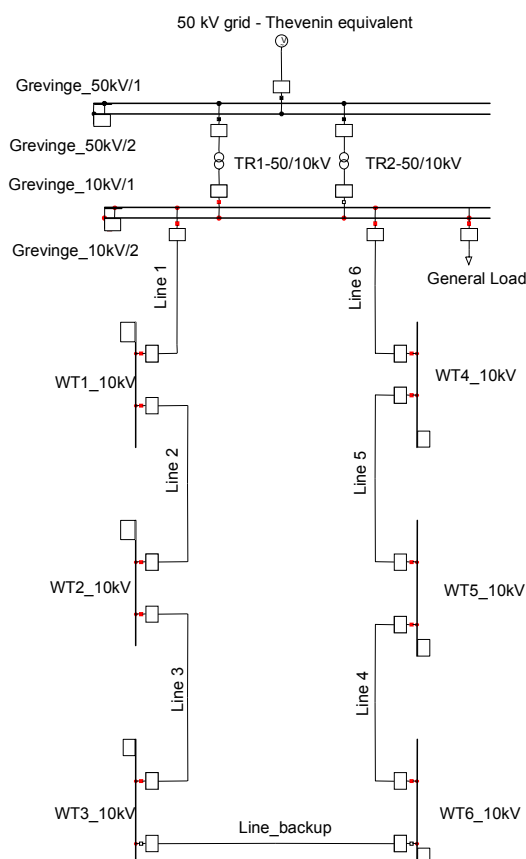 50 kV grid - Thevenin equivalent
Grevinge_50kV/1
Grevinge_50kV/2
TR1-50/10kV
TR2-50/10kV
Grevinge_10kV/1
Grevinge_10kV/2
General Load
Line 1
Line 6
WT1_10kV
WT4_10kV
Line 2
Line 5
WT2_10kV
WT5_10kV
Line 3
Line 4
WT3_10kV
WT6_10kV
Line_backup